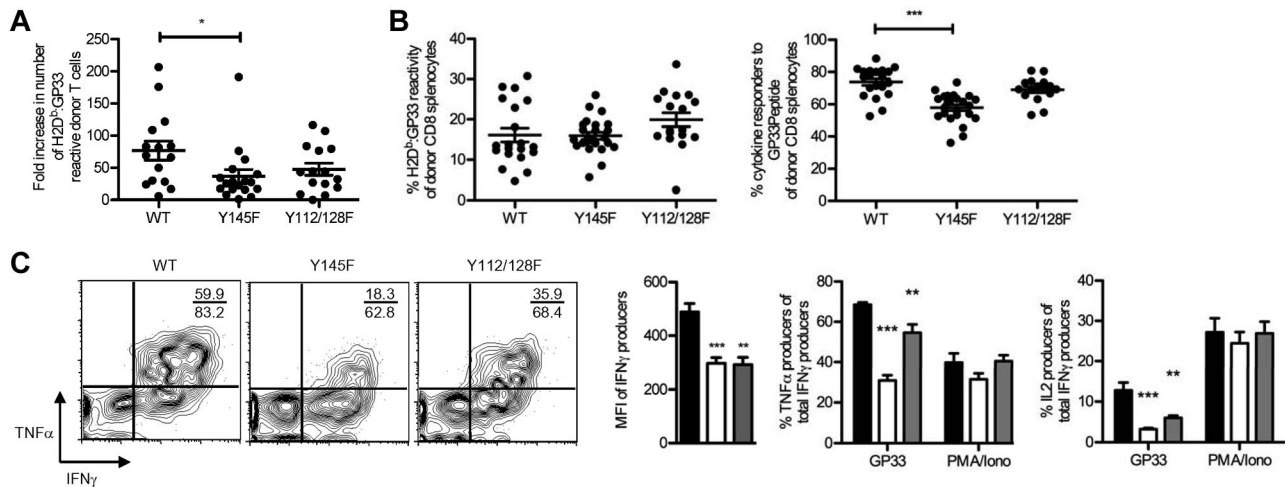 A
Fold increase in number
of H2Dᵇ-GP33
reactive donor T cells
250
200
150
100
50
0
*
WT
Y145F
Y112/128F
B
% H2Dᵇ:GP33 reactivity
of donor CD8 splenocytes
40
30
20
10
0
WT
Y145F
Y112/128F
% cytokine responders to
GP33Peptide
of donor CD8 splenocytes
100
80
60
40
20
0
***
WT
Y145F
Y112/128F
C
WT
Y145F
Y112/128F
59.9
83.2
18.3
62.8
35.9
68.4
TNFα
IFNγ
MFI of IFNγ producers
600
400
200
0
***
**
% TNFα producers of
total IFNγ producers
80
60
40
20
0
***
**
GP33
PMA/Iono
% IL2 producers of
total IFNγ producers
40
30
20
10
0
***
**
GP33
PMA/Iono